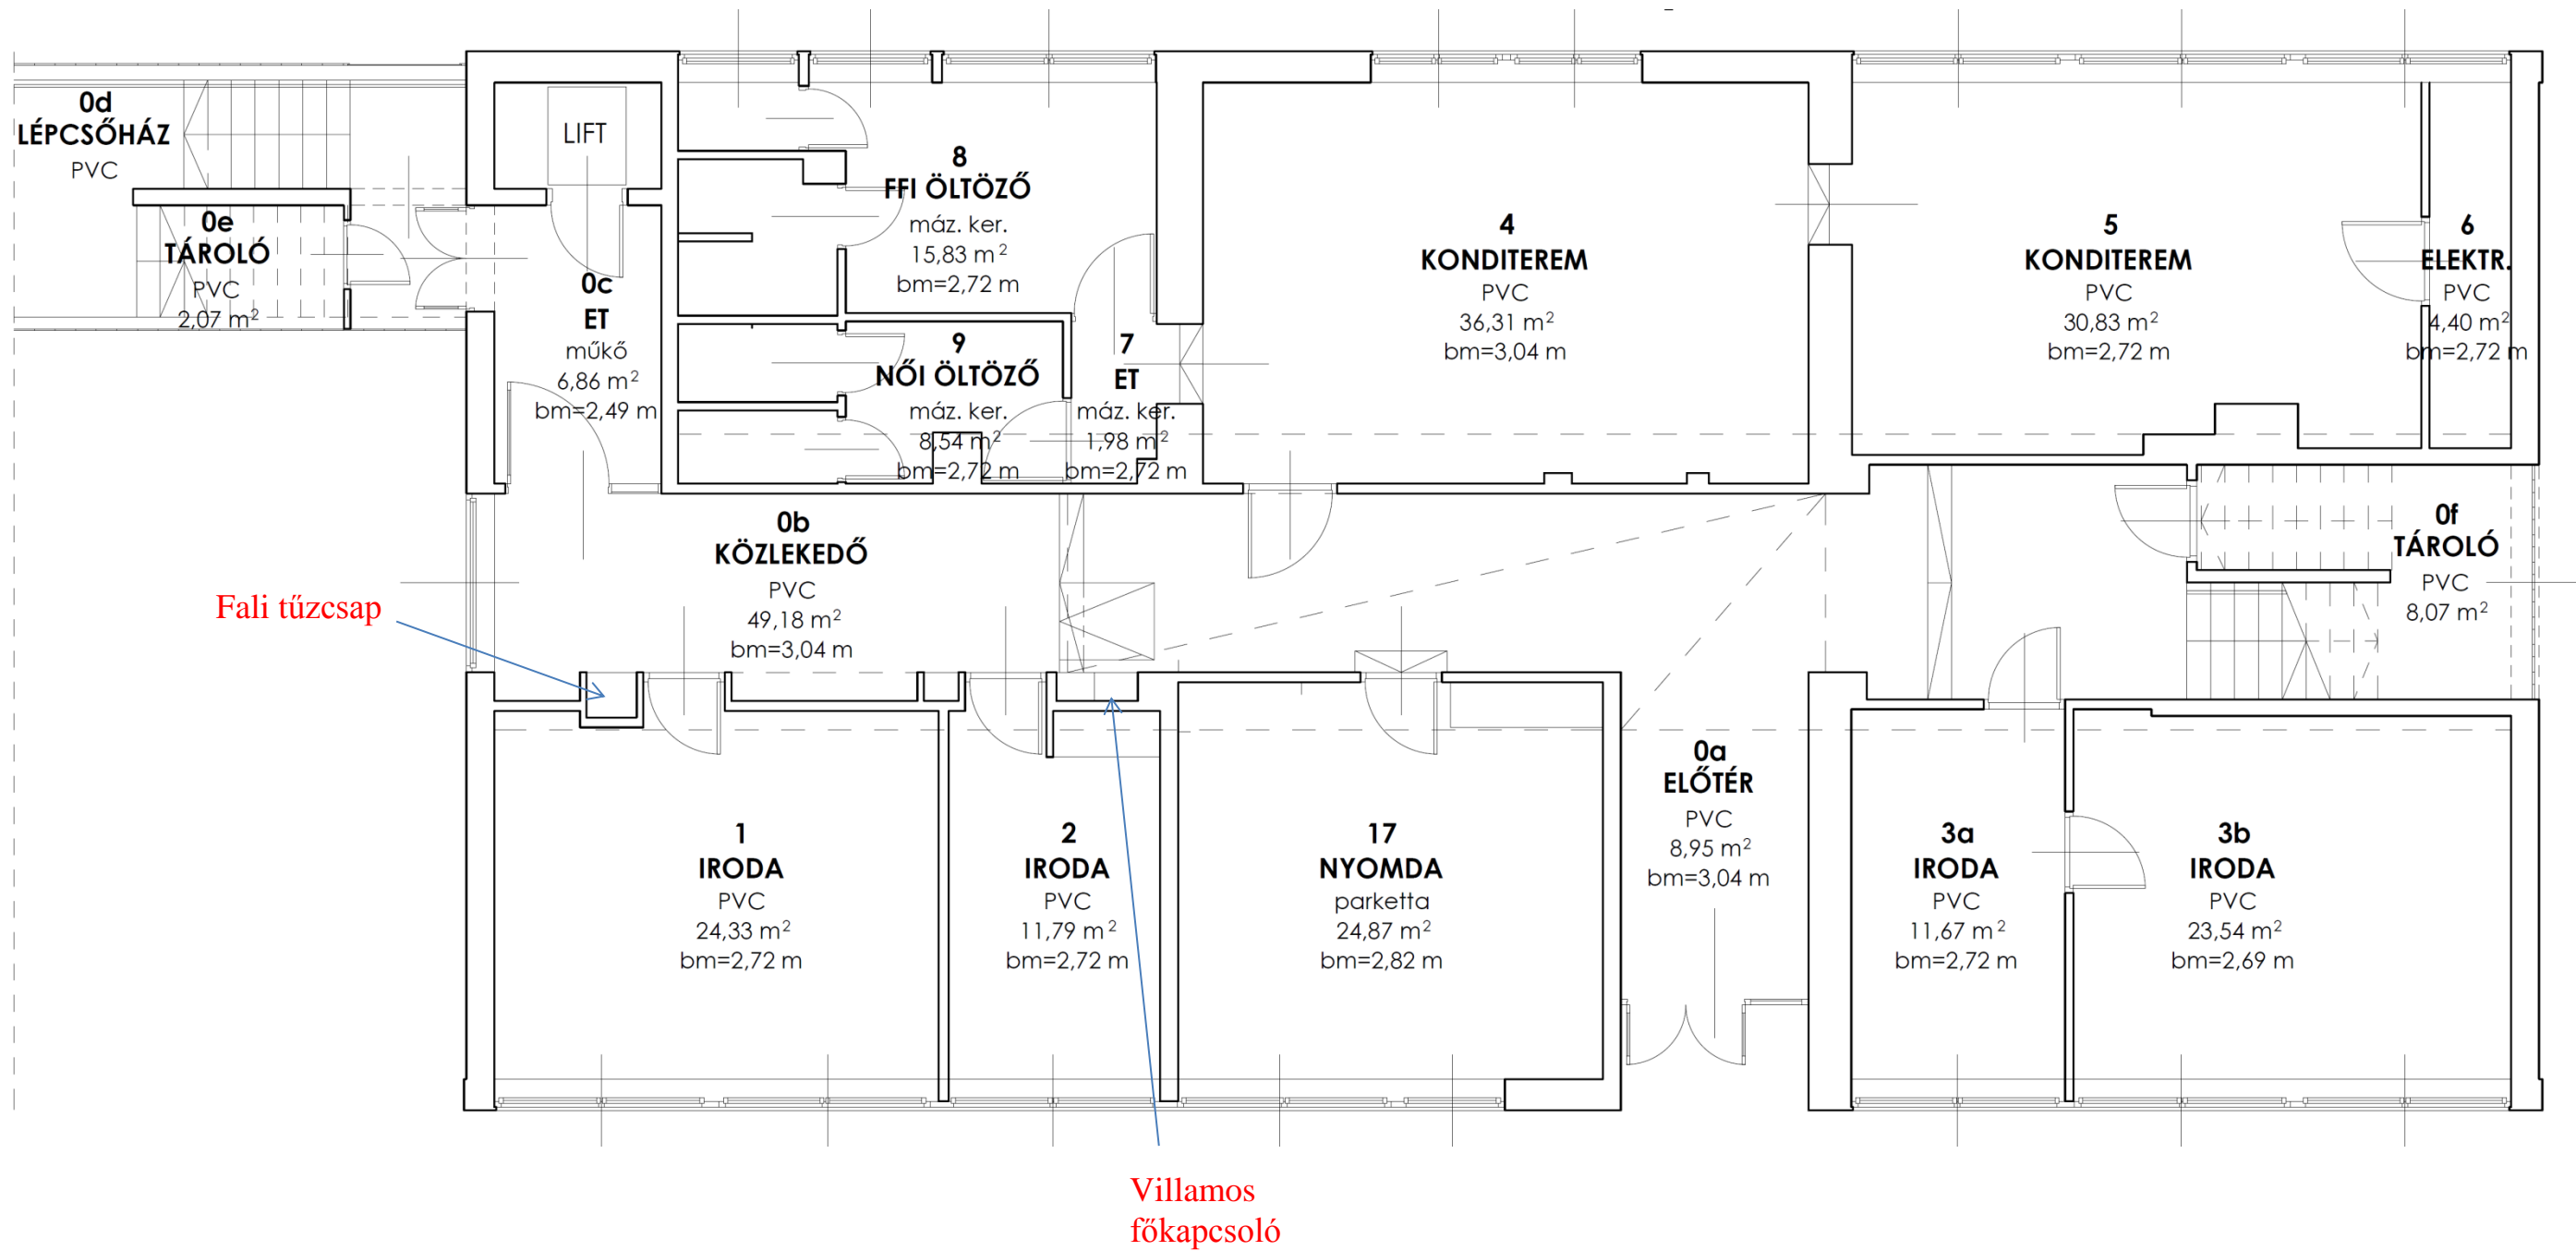 0d
LÉPCSŐHÁZ
PVC
LIFT
8
FFI ÖLTÖZŐ
máz. ker.
15,83 m²
bm=2,72 m
4
KONDITEREM
PVC
36,31 m²
bm=3,04 m
5
KONDITEREM
PVC
30,83 m²
bm=2,72 m
6
ELEKTR.
PVC
4,40 m²
bm=2,72 m
0e
TÁROLÓ
PVC
2,07 m²
0c
ET
műkő
6,86 m²
bm=2,49 m
9
NŐI ÖLTÖZŐ
máz. ker.
8,54 m²
bm=2,72 m
7
ET
máz. ker.
1,98 m²
bm=2,72 m
0b
KÖZLEKEDŐ
PVC
49,18 m²
bm=3,04 m
0f
TÁROLÓ
PVC
8,07 m²
Fali tűzcsap
1
IRODA
PVC
24,33 m²
bm=2,72 m
2
IRODA
PVC
11,79 m²
bm=2,72 m
17
NYOMDA
parketta
24,87 m²
bm=2,82 m
0a
ELŐTÉR
PVC
8,95 m²
bm=3,04 m
3a
IRODA
PVC
11,67 m²
bm=2,72 m
3b
IRODA
PVC
23,54 m²
bm=2,69 m
Villamos
főkapcsoló